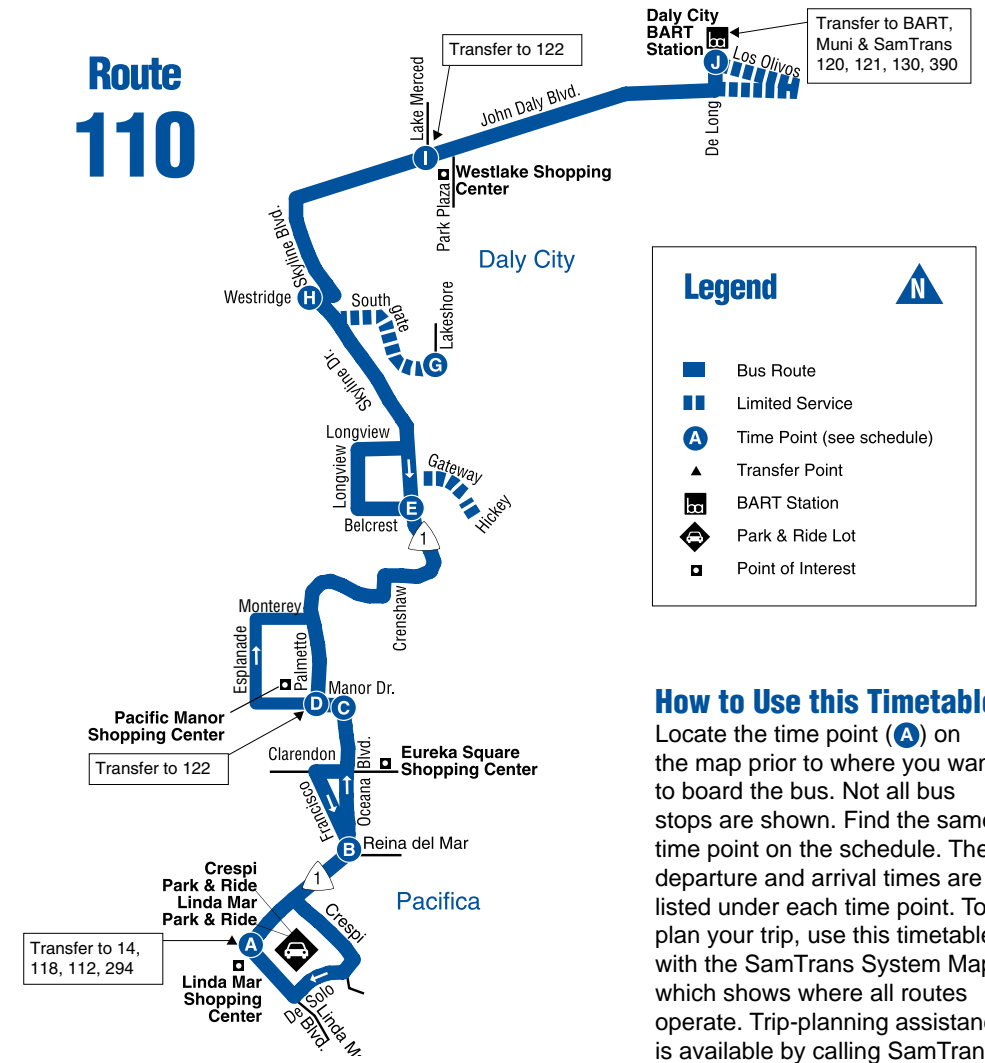 Route
110
Daly City
BART
Station
Transfer to BART,
Muni & SamTrans
120, 121, 130, 390
Transfer to 122
J
Los Olivos
Lake Merced
John Daly Blvd.
De Long
I
Westlake Shopping
Center
Park Plaza
Skyline Blvd.
Daly City
Westridge
H
South
gate
Lakeshore
G
Skyline Dr.
Longview
Longview
Gateway
Hickey
Belcrest
E
1
Crenshaw
Monterey
Esplanade
Palmetto
Manor Dr.
D
C
Pacific Manor
Shopping Center
Transfer to 122
Clarendon
Oceana Blvd.
Eureka Square
Shopping Center
Francisco
B
Reina del Mar
1
Crespi
Park & Ride
Linda Mar
Park & Ride
Pacifica
Crespi
Transfer to 14,
118, 112, 294
A
Linda Mar
Shopping
Center
De Solo
Linda
Blvd.
Legend
N
Bus Route
Limited Service
A Time Point (see schedule)
Transfer Point
ba BART Station
Park & Ride Lot
Point of Interest
How to Use this Timetable
Locate the time point (A) on
the map prior to where you wan
to board the bus. Not all bus
stops are shown. Find the same
time point on the schedule. The
departure and arrival times are
listed under each time point. To
plan your trip, use this timetable
with the SamTrans System Map
which shows where all routes
operate. Trip-planning assistan
is available by calling SamTran